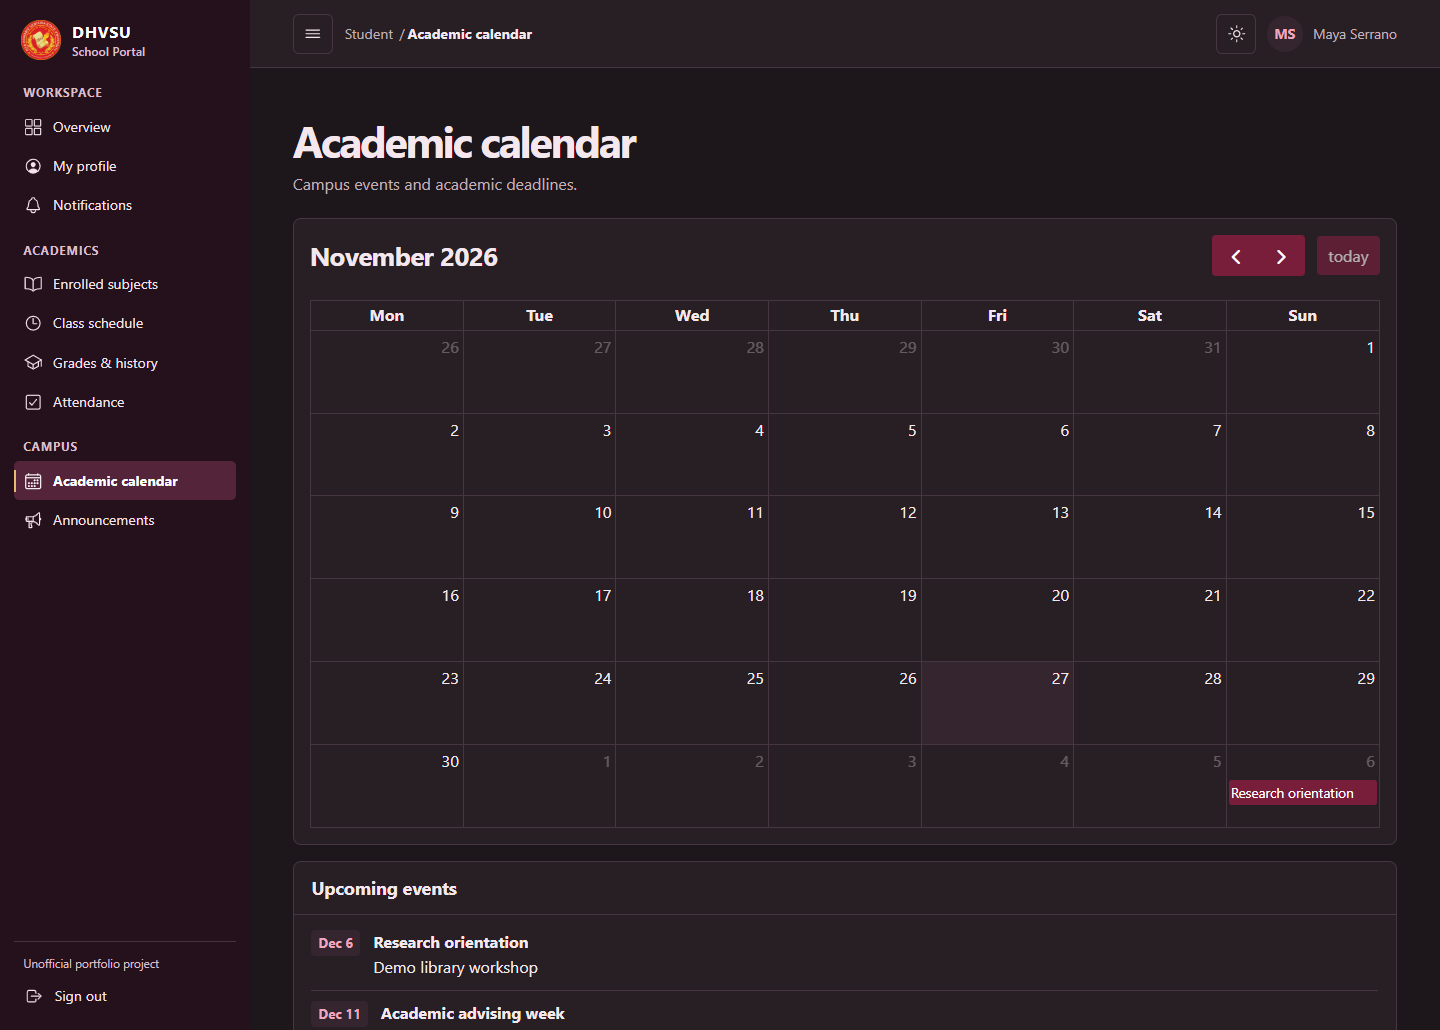 DHVSU
School Portal
WORKSPACE
Overview
My profile
Notifications
ACADEMICS
Enrolled subjects
Class schedule
Grades & history
Attendance
CAMPUS
Academic calendar
Announcements
Unofficial portfolio project
Sign out
Student / Academic calendar
MS Maya Serrano
Academic calendar
Campus events and academic deadlines.
November 2026
today
Mon Tue Wed Thu Fri Sat Sun
26 27 28 29 30 31 1
2 3 4 5 6 7 8
9 10 11 12 13 14 15
16 17 18 19 20 21 22
23 24 25 26 27 28 29
30 1 2 3 4 5 6
Research orientation
Upcoming events
Dec 6 Research orientation
Demo library workshop
Dec 11 Academic advising week